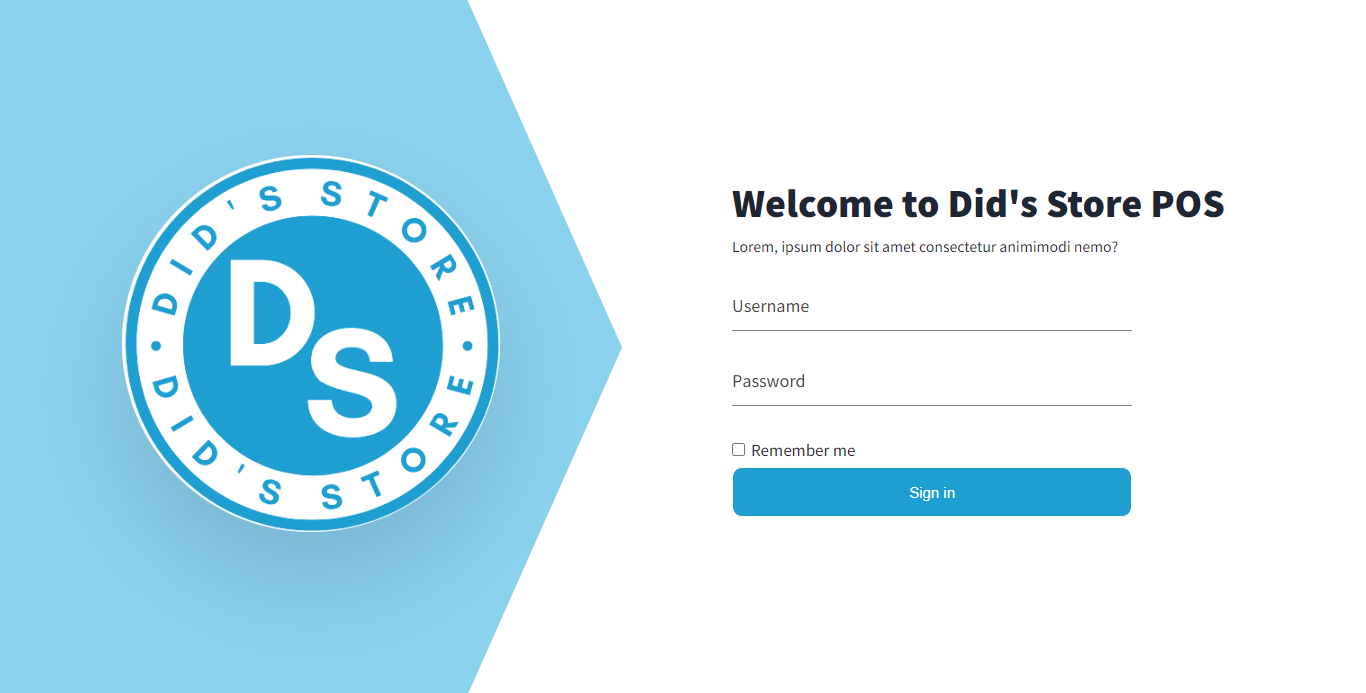 DID'S STORE
DS
DID'S STORE
Welcome to Did's Store POS
Lorem, ipsum dolor sit amet consectetur animimodi nemo?
Username
Password
Remember me
Sign in